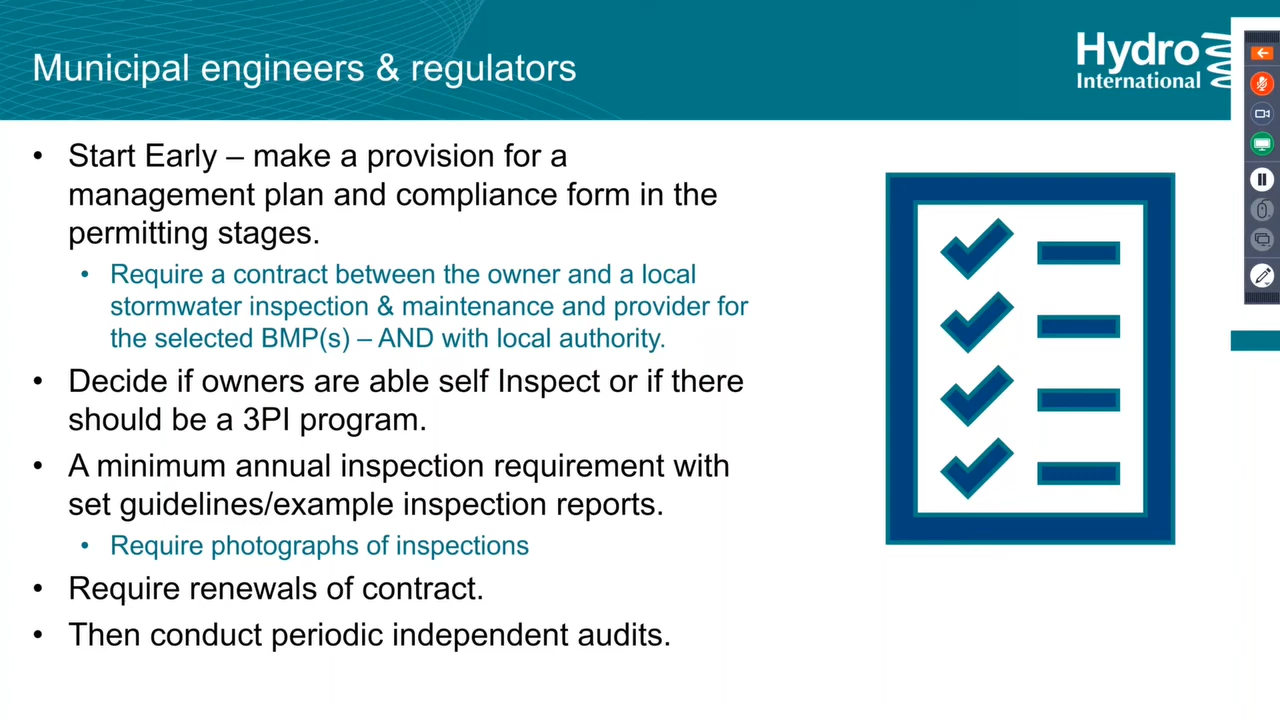 Municipal engineers & regulators
Hydro
International
• Start Early – make a provision for a
management plan and compliance form in the
permitting stages.
• Require a contract between the owner and a local
stormwater inspection & maintenance and provider for
the selected BMP(s) – AND with local authority.
• Decide if owners are able self Inspect or if there
should be a 3PI program.
• A minimum annual inspection requirement with
set guidelines/example inspection reports.
• Require photographs of inspections
• Require renewals of contract.
• Then conduct periodic independent audits.